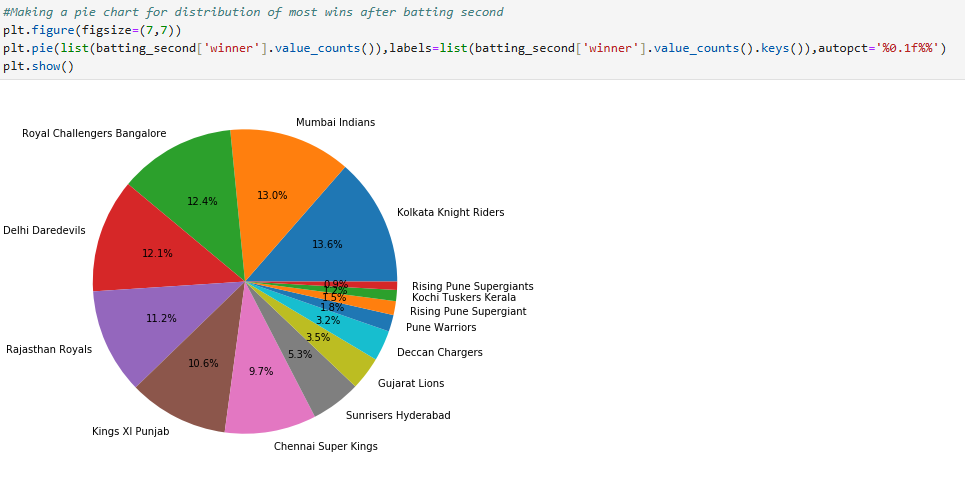 #Making a pie chart for distribution of most wins after batting second
plt.figure(figsize=(7,7))
plt.pie(list(batting_second['winner'].value_counts()),labels=list(batting_second['winner'].value_counts().keys()),autopct='%0.1f%%')
plt.show()
Mumbai Indians
Royal Challengers Bangalore
13.0%
12.4%
Kolkata Knight Riders
Delhi Daredevils
13.6%
12.1%
0.9%
Rising Pune Supergiants
1.2%
Kochi Tuskers Kerala
1.5%
Rising Pune Supergiant
1.8%
Pune Warriors
11.2%
3.2%
3.5%
Rajasthan Royals
5.3%
Deccan Chargers
10.6%
9.7%
Gujarat Lions
Sunrisers Hyderabad
Kings XI Punjab
Chennai Super Kings